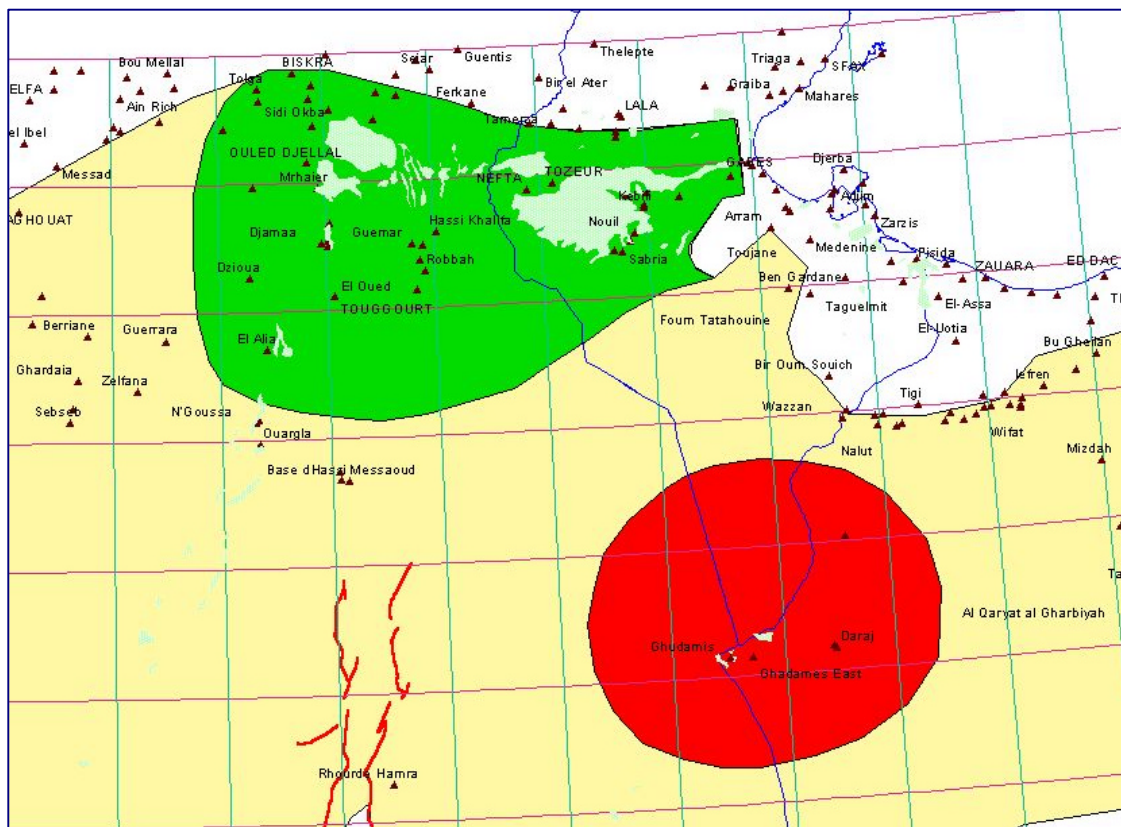 Thelepte
Bou Mellal
BISKRA
Guentis
Triaga
SFAX
Tolga
Bir el Ater
Graiba
ELFA
Ferkane
Mahares
Ain Rich
Sidi Okba
LALA
Tamerza
el Ibel
OULED DJELLAL
GABES
Djerba
Messad
Mrhaier
NEFTA
TOZEUR
Kebili
Adjim
AGHOUAT
Hassi Khalifa
Nouil
Arram
Zarzis
Djamaa
Guemar
Medenine
Toujane
Pisida
Dzioua
Robbah
Sabria
ZAUARA
ED DAC
Ben Gardane
El Oued
TOUGGOURT
Taguelmit
El-Assa
Berriane
Guerrara
Foum Tatahouine
El-Uotia
El Alia
Bu Gheilan
Ghardaia
Zelfana
Bir Oum Souich
Iefren
Sebseb
N'Goussa
Wazzan
Tigi
Ouargla
Wifat
Nalut
Mizdah
Base d'Hassi Messaoud
Ta
Al Qaryat al Gharbiyah
Ghudamis
Daraj
Ghadames East
Rhourde Hamra